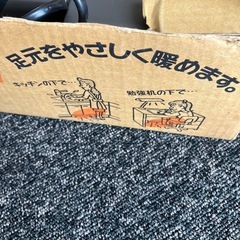 足元をやさしく暖めます。
キッチンの下で…
勉強机の下で…